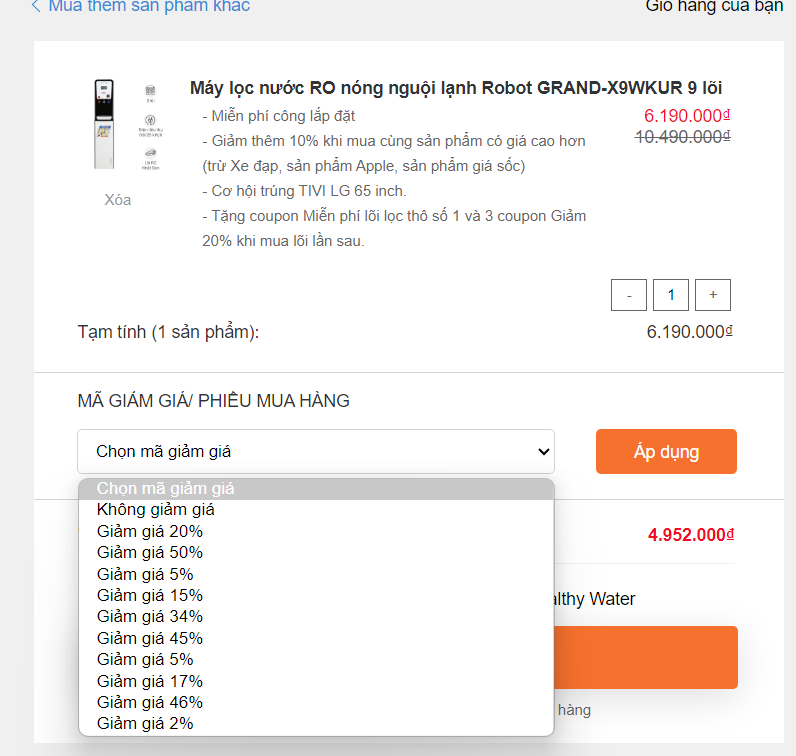 Mua thêm sản phẩm khác
Giỏ hàng của bạn
Máy lọc nước RO nóng nguội lạnh Robot GRAND-X9WKUR 9 lõi
- Miễn phí công lắp đặt
6.190.000₫
- Giảm thêm 10% khi mua cùng sản phẩm có giá cao hơn
10.490.000₫
(trừ Xe đạp, sản phẩm Apple, sản phẩm giá sốc)
- Cơ hội trúng TIVI LG 65 inch.
Xóa
- Tặng coupon Miễn phí lõi lọc thô số 1 và 3 coupon Giảm
20% khi mua lõi lần sau.
- 1 +
Tạm tính (1 sản phẩm):
6.190.000₫
MÃ GIẢM GIÁ/ PHIẾU MUA HÀNG
Chọn mã giảm giá
Áp dụng
Chọn mã giảm giá
Không giảm giá
Giảm giá 20%
4.952.000₫
Giảm giá 50%
Giảm giá 5%
Giảm giá 15%
althy Water
Giảm giá 34%
Giảm giá 45%
Giảm giá 5%
Giảm giá 17%
Giảm giá 46%
hàng
Giảm giá 2%